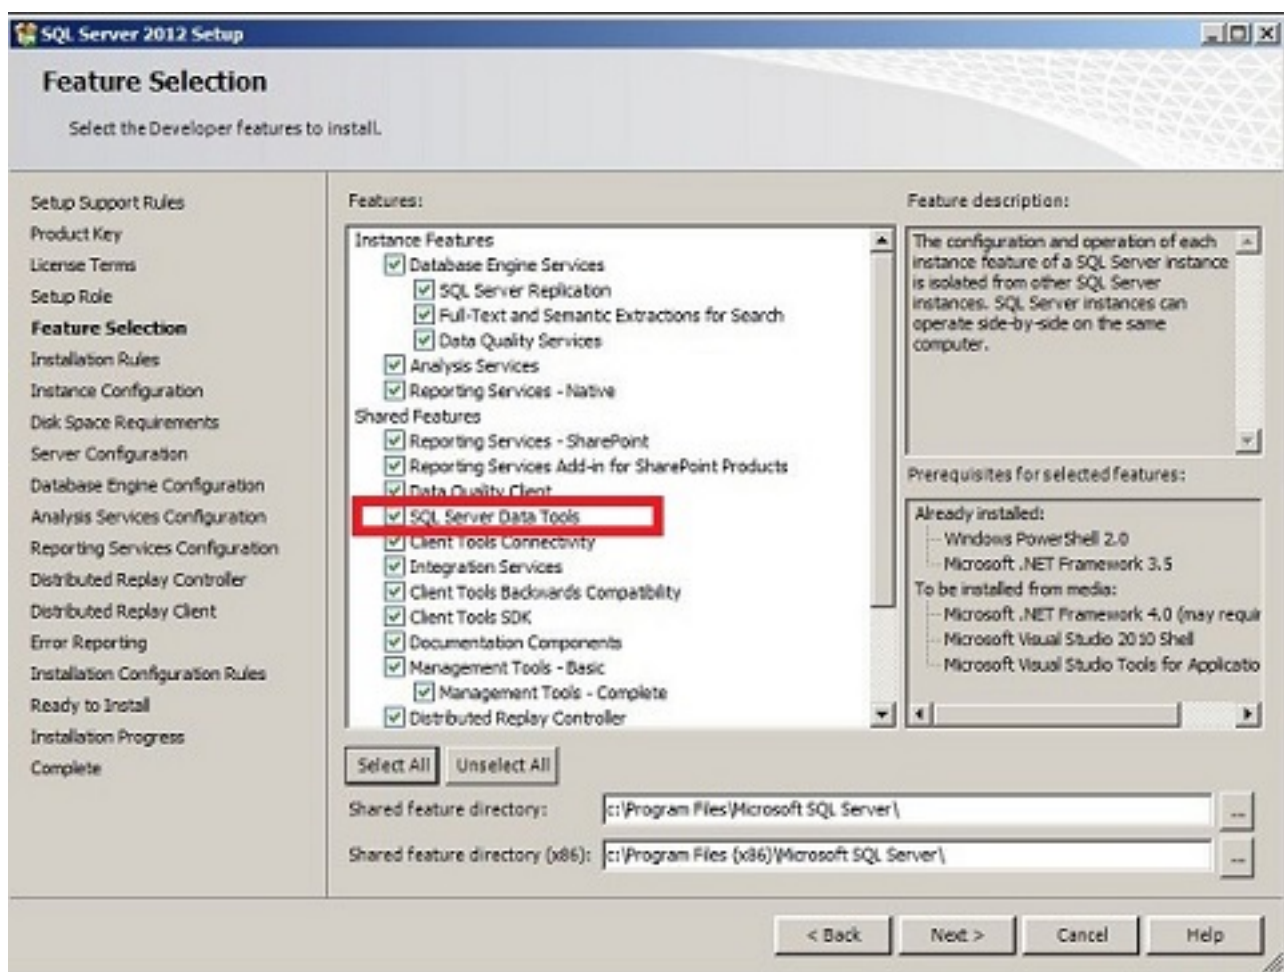 SQL Server 2012 Setup
Feature Selection
Select the Developer features to install.
Setup Support Rules
Product Key
License Terms
Setup Role
Feature Selection
Installation Rules
Instance Configuration
Disk Space Requirements
Server Configuration
Database Engine Configuration
Analysis Services Configuration
Reporting Services Configuration
Distributed Replay Controller
Distributed Replay Client
Error Reporting
Installation Configuration Rules
Ready to Install
Installation Progress
Complete
Features:
Instance Features
Database Engine Services
SQL Server Replication
Full-Text and Semantic Extractions for Search
Data Quality Services
Analysis Services
Reporting Services - Native
Shared Features
Reporting Services - SharePoint
Reporting Services Add-in for SharePoint Products
Data Quality Client
SQL Server Data Tools
Client Tools Connectivity
Integration Services
Client Tools Backwards Compatibility
Client Tools SDK
Documentation Components
Management Tools - Basic
Management Tools - Complete
Distributed Replay Controller
Select All
Unselect All
Feature description:
The configuration and operation of each
instance feature of a SQL Server instance
is isolated from other SQL Server
instances. SQL Server instances can
operate side-by-side on the same
computer.
Prerequisites for selected features:
Already installed:
Windows PowerShell 2.0
Microsoft .NET Framework 3.5
To be installed from media:
Microsoft .NET Framework 4.0 (may requir
Microsoft Visual Studio 2010 Shell
Microsoft Visual Studio Tools for Applicatio
Shared feature directory: c:\Program Files\Microsoft SQL Server\ ...
Shared feature directory (x86): c:\Program Files (x86)\Microsoft SQL Server\ ...
< Back
Next >
Cancel
Help